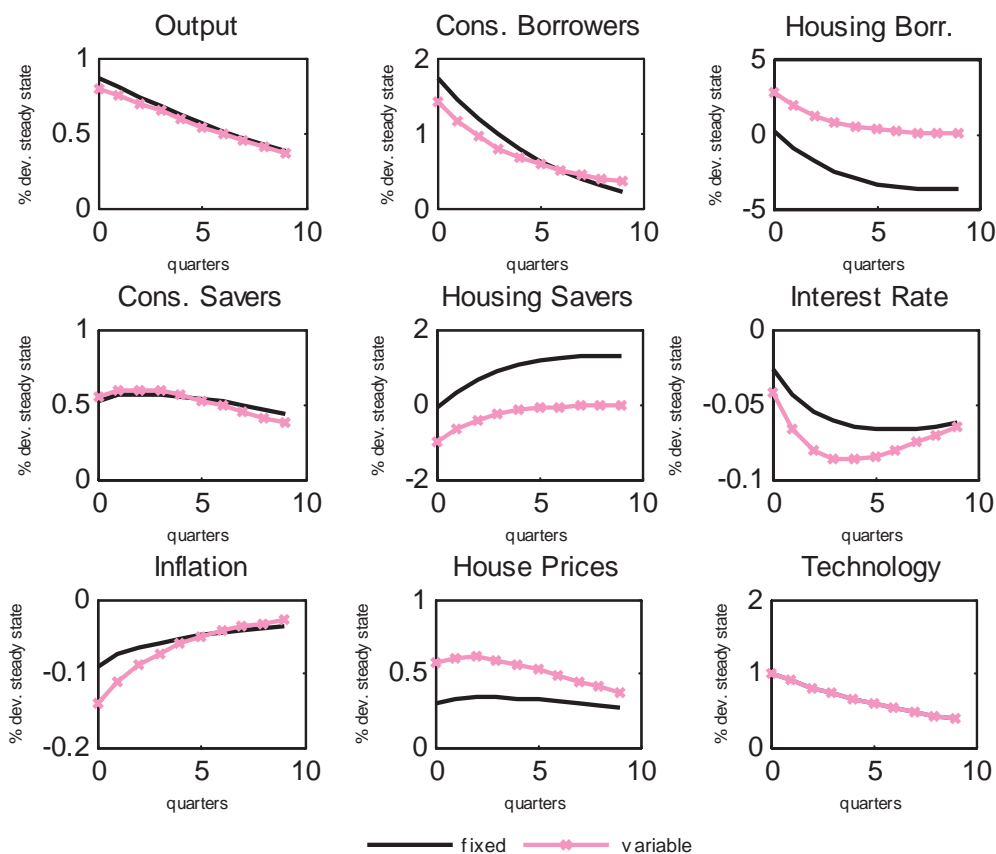 Output
Cons. Borrowers
Housing Borr.
% dev. steady state
1
0.5
0
0 5 10
quarters
% dev. steady state
2
1
0
0 5 10
quarters
% dev. steady state
5
0
-5
0 5 10
quarters
Cons. Savers
Housing Savers
Interest Rate
% dev. steady state
1
0.5
0
0 5 10
quarters
% dev. steady state
2
0
-2
0 5 10
quarters
% dev. steady state
0
-0.05
-0.1
0 5 10
quarters
Inflation
House Prices
Technology
% dev. steady state
0
-0.1
-0.2
0 5 10
quarters
% dev. steady state
1
0.5
0
0 5 10
quarters
% dev. steady state
2
1
0
0 5 10
quarters
fixed variable